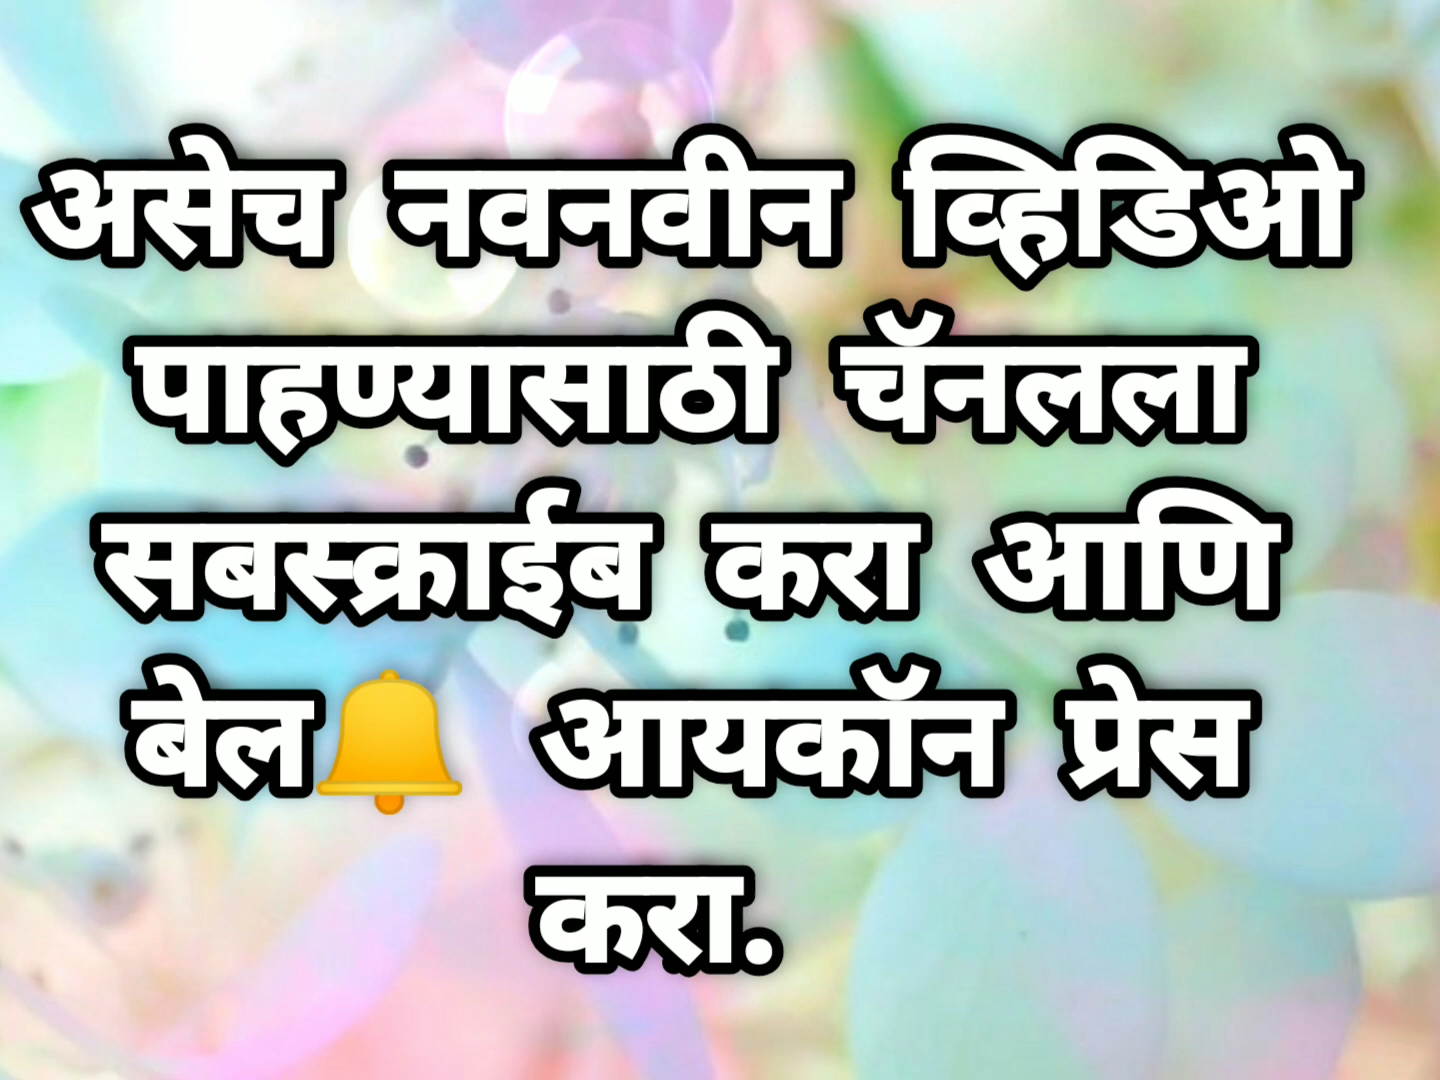 असेच नवनवीन व्हिडिओ
पाहण्यासाठी चॅनलला
सबस्क्राईब करा आणि
बेल🔔 आयकॉन प्रेस
करा.